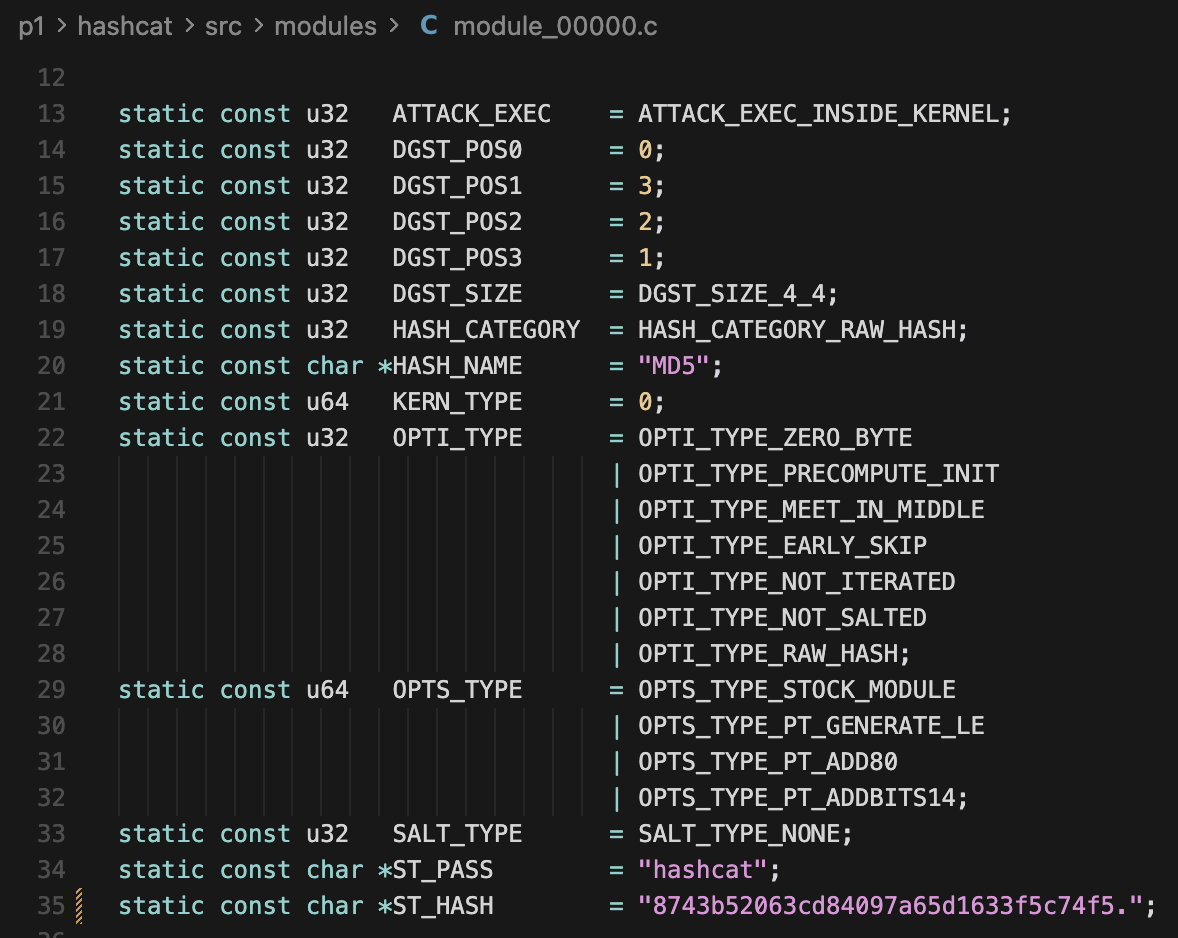 p1 > hashcat > src > modules > C module_00000.c
12
13 static const u32 ATTACK_EXEC = ATTACK_EXEC_INSIDE_KERNEL;
14 static const u32 DGST_POS0 = 0;
15 static const u32 DGST_POS1 = 3;
16 static const u32 DGST_POS2 = 2;
17 static const u32 DGST_POS3 = 1;
18 static const u32 DGST_SIZE = DGST_SIZE_4_4;
19 static const u32 HASH_CATEGORY = HASH_CATEGORY_RAW_HASH;
20 static const char *HASH_NAME = "MD5";
21 static const u64 KERN_TYPE = 0;
22 static const u32 OPTI_TYPE = OPTI_TYPE_ZERO_BYTE
23 | OPTI_TYPE_PRECOMPUTE_INIT
24 | OPTI_TYPE_MEET_IN_MIDDLE
25 | OPTI_TYPE_EARLY_SKIP
26 | OPTI_TYPE_NOT_ITERATED
27 | OPTI_TYPE_NOT_SALTED
28 | OPTI_TYPE_RAW_HASH;
29 static const u64 OPTS_TYPE = OPTS_TYPE_STOCK_MODULE
30 | OPTS_TYPE_PT_GENERATE_LE
31 | OPTS_TYPE_PT_ADD80
32 | OPTS_TYPE_PT_ADDBITS14;
33 static const u32 SALT_TYPE = SALT_TYPE_NONE;
34 static const char *ST_PASS = "hashcat";
35 static const char *ST_HASH = "8743b52063cd84097a65d1633f5c74f5.";